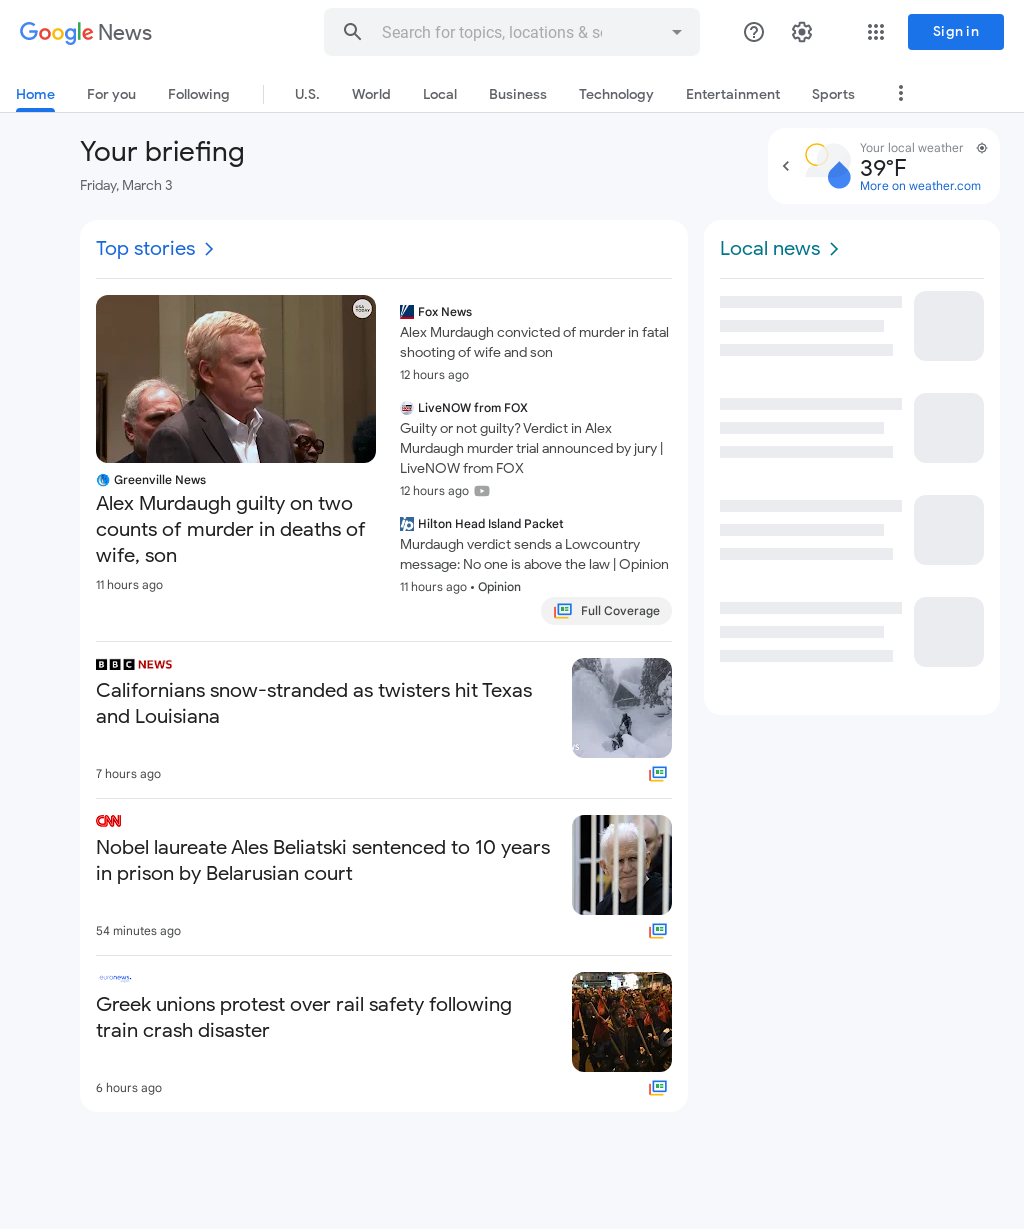 Google News
Search for topics, locations & s
Sign in
Home
For you
Following
U.S.
World
Local
Business
Technology
Entertainment
Sports
Your briefing
Friday, March 3
Your local weather
39°F
More on weather.com
Top stories
USA
TODAY
Greenville News
Alex Murdaugh guilty on two
counts of murder in deaths of
wife, son
11 hours ago
Fox News
Alex Murdaugh convicted of murder in fatal
shooting of wife and son
12 hours ago
LiveNOW from FOX
Guilty or not guilty? Verdict in Alex
Murdaugh murder trial announced by jury |
LiveNOW from FOX
12 hours ago
Hilton Head Island Packet
Murdaugh verdict sends a Lowcountry
message: No one is above the law | Opinion
11 hours ago • Opinion
Full Coverage
BBC NEWS
Californians snow-stranded as twisters hit Texas
and Louisiana
7 hours ago
CNN
Nobel laureate Ales Beliatski sentenced to 10 years
in prison by Belarusian court
54 minutes ago
euronews.
Greek unions protest over rail safety following
train crash disaster
6 hours ago
Local news